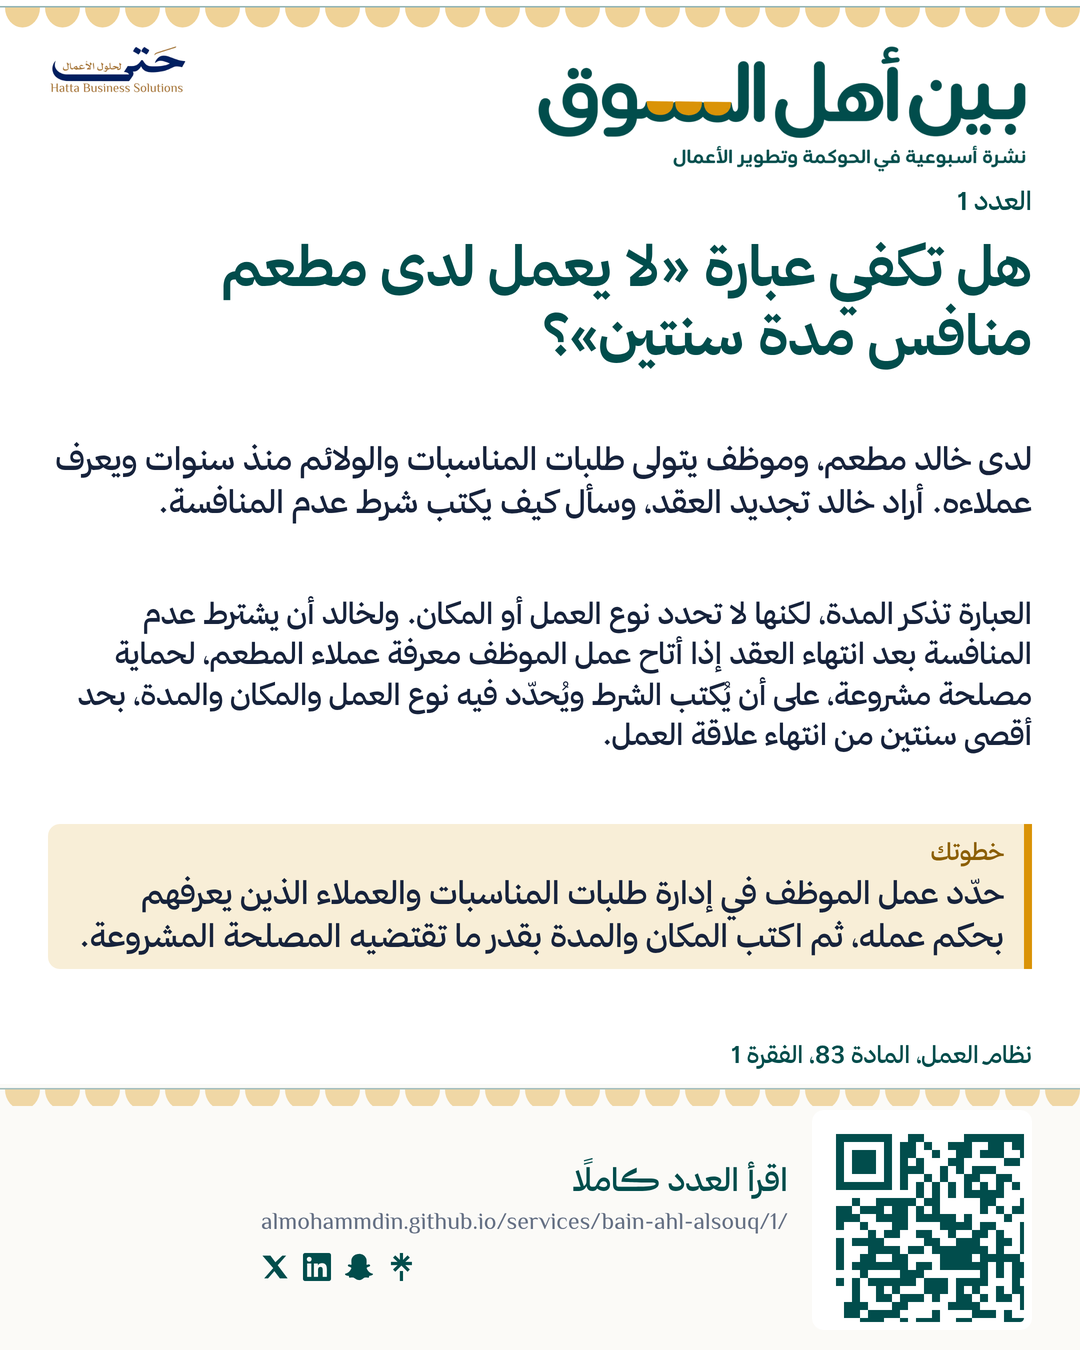 حَتى
لحلول الأعمال
Hatta Business Solutions
بين أهل السوق
نشرة أسبوعية في الحوكمة وتطوير الأعمال
العدد 1
هل تكفي عبارة «لا يعمل لدى مطعم
منافس مدة سنتين»؟
لدى خالد مطعم، وموظف يتولى طلبات المناسبات والولائم منذ سنوات ويعرف
عملاءه. أراد خالد تجديد العقد، وسأل كيف يكتب شرط عدم المنافسة.
العبارة تذكر المدة، لكنها لا تحدد نوع العمل أو المكان. ولخالد أن يشترط عدم
المنافسة بعد انتهاء العقد إذا أتاح عمل الموظف معرفة عملاء المطعم، لحماية
مصلحة مشروعة، على أن يُكتب الشرط ويُحدّد فيه نوع العمل والمكان والمدة، بحد
أقصى سنتين من انتهاء علاقة العمل.
خطوتك
حدّد عمل الموظف في إدارة طلبات المناسبات والعملاء الذين يعرفهم
بحكم عمله، ثم اكتب المكان والمدة بقدر ما تقتضيه المصلحة المشروعة.
نظام العمل، المادة 83، الفقرة 1
اقرأ العدد كاملًا
almohammdin.github.io/services/bain-ahl-alsouq/1/